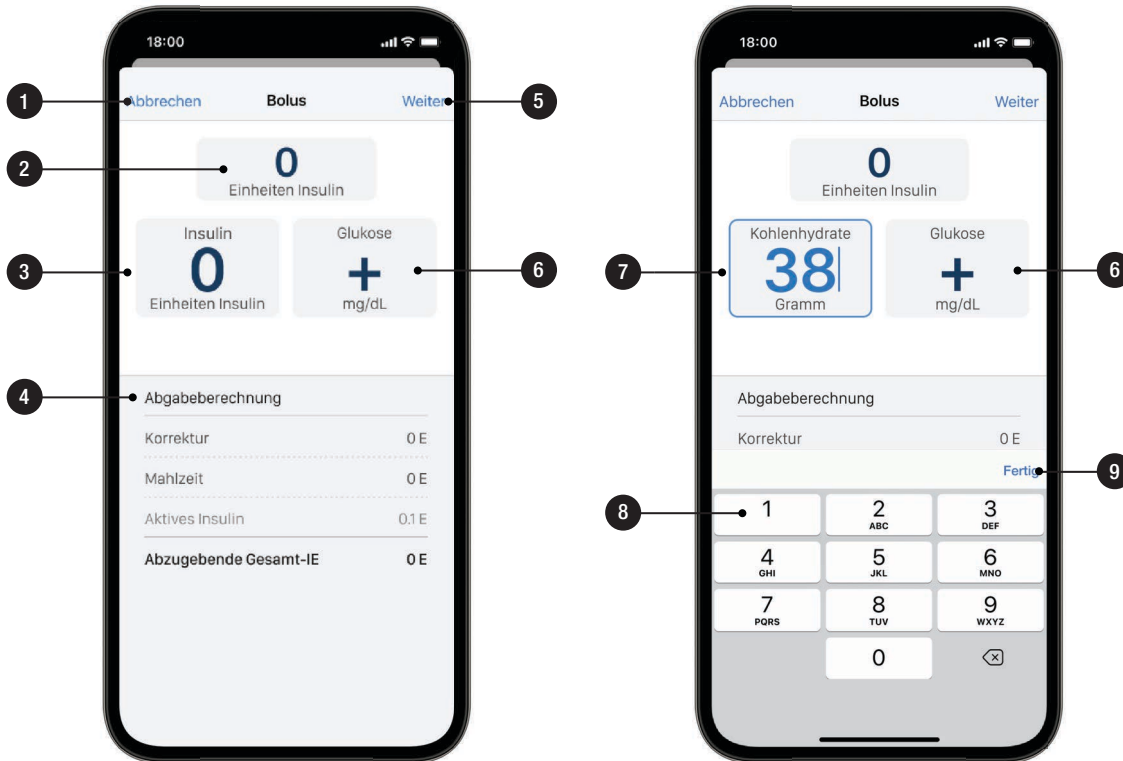 18:00
Abbrechen Bolus Weiter
1
5
0
Einheiten Insulin
2
Insulin
0
Einheiten Insulin
3
Glukose
+
mg/dL
6
4
Abgabeberechnung
Korrektur 0 E
Mahlzeit 0 E
Aktives Insulin 0.1 E
Abzugebende Gesamt-IE 0 E
18:00
Abbrechen Bolus Weiter
0
Einheiten Insulin
7
Kohlenhydrate
38
Gramm
Glukose
+
mg/dL
6
Abgabeberechnung
Korrektur 0 E
Fertig
9
8
1
2
ABC
3
DEF
4
GHI
5
JKL
6
MNO
7
PQRS
8
TUV
9
WXYZ
0